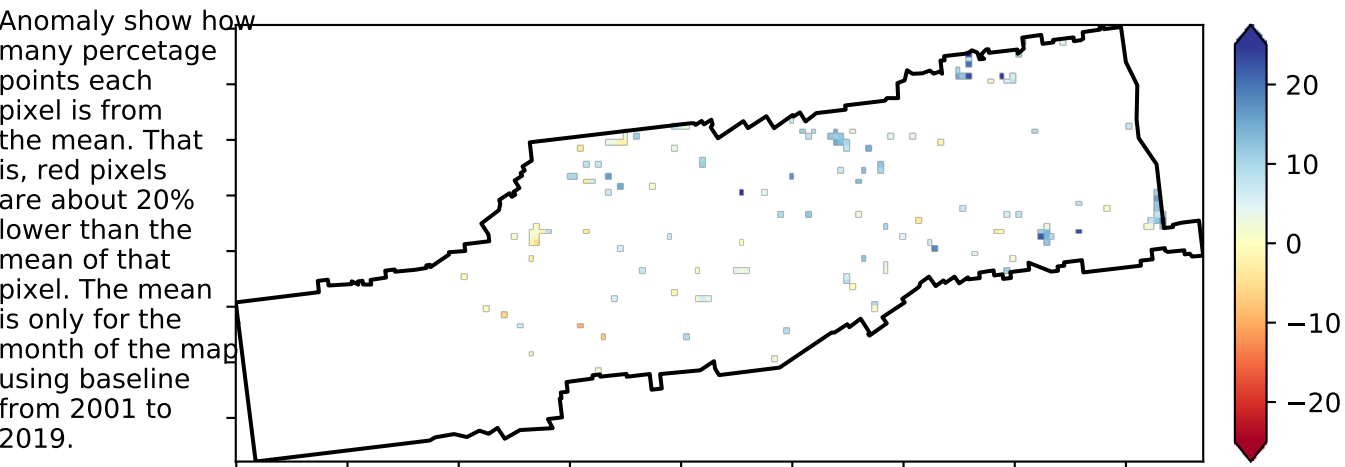 Anomaly show how
many percetage
points each
pixel is from
the mean. That
is, red pixels
are about 20%
lower than the
mean of that
pixel. The mean
is only for the
month of the map
using baseline
from 2001 to
2019.
20
10
0
−10
−20